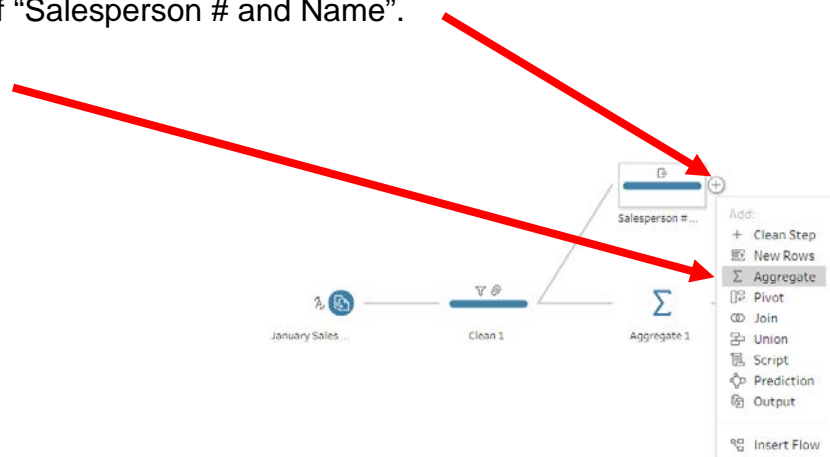 f “Salesperson # and Name”.
Salesperson # ...
Add:
+ Clean Step
New Rows
Σ Aggregate
Pivot
Join
Union
Script
Prediction
Output
Insert Flow
January Sales ...
Clean 1
Σ
Aggregate 1